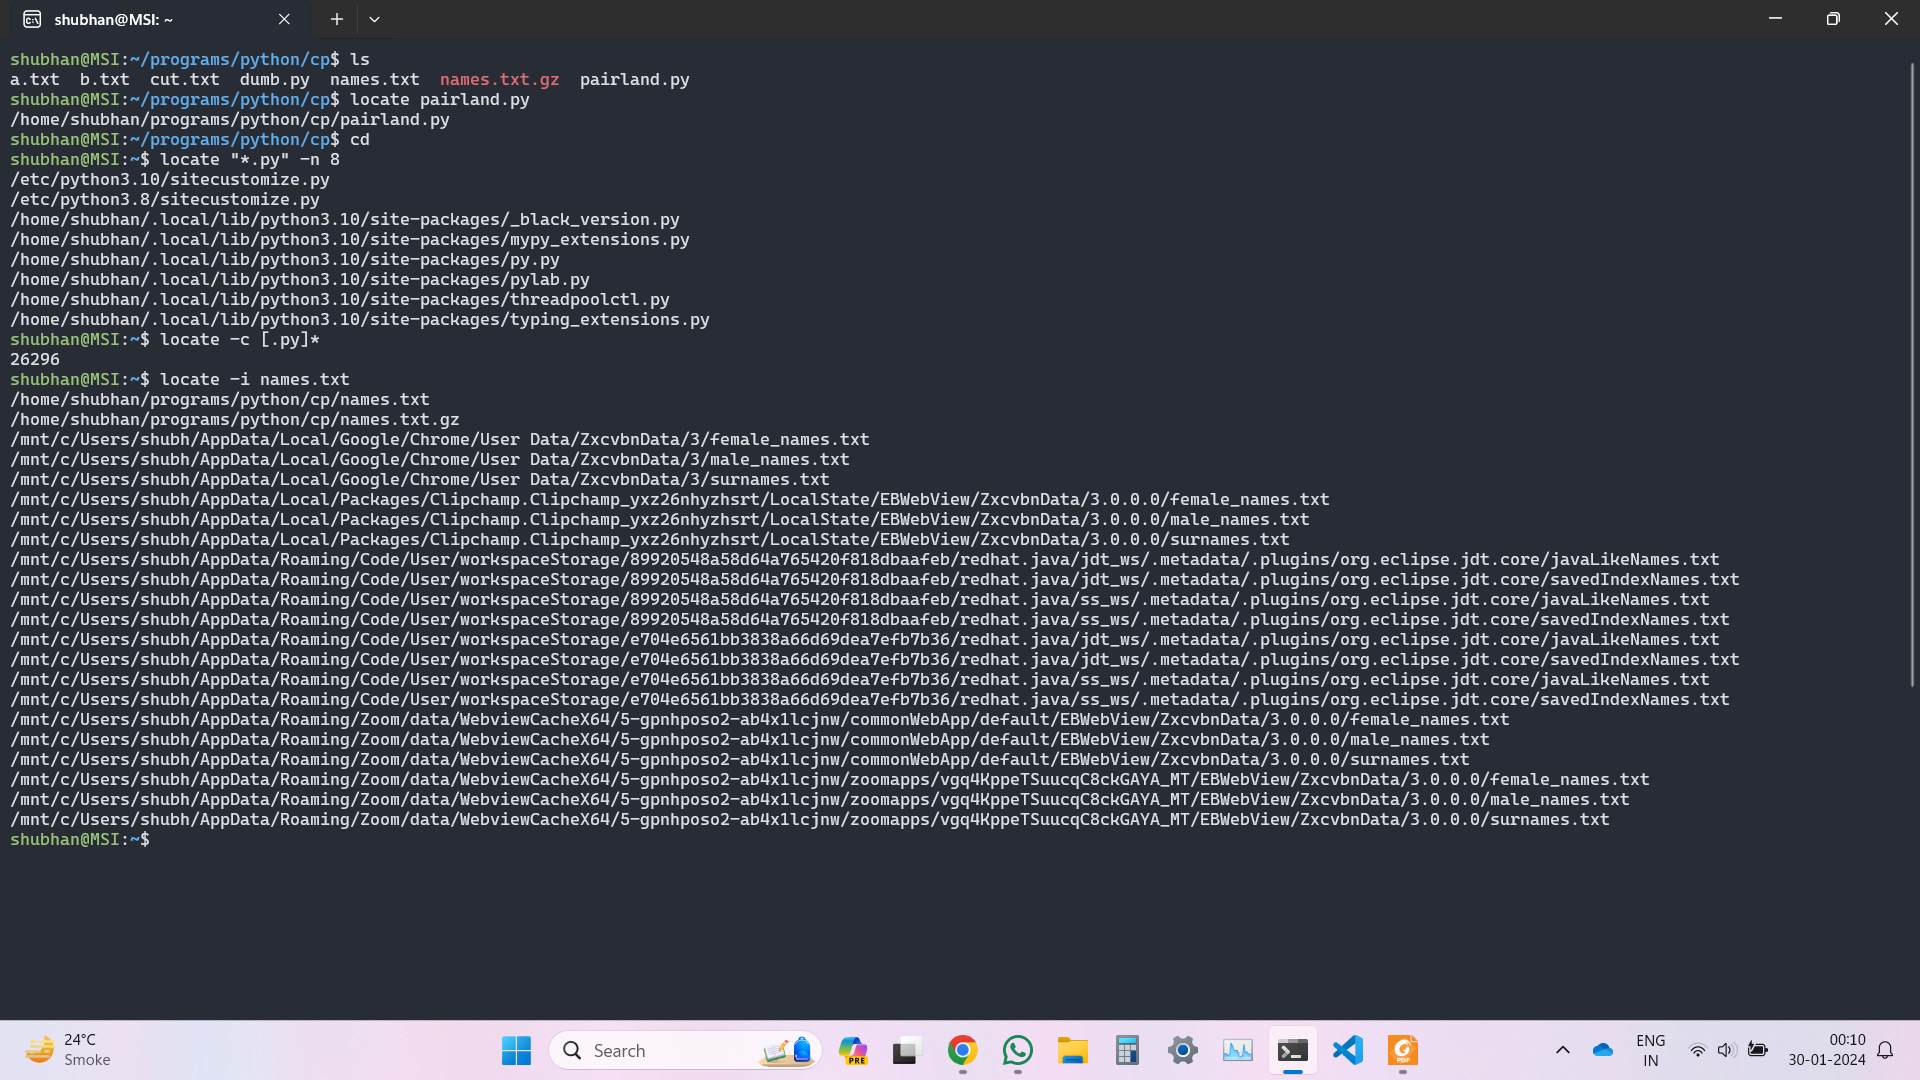 shubhan@MSI: ~
shubhan@MSI:~/programs/python/cp$ ls
a.txt  b.txt  cut.txt  dumb.py  names.txt  names.txt.gz  pairland.py
shubhan@MSI:~/programs/python/cp$ locate pairland.py
/home/shubhan/programs/python/cp/pairland.py
shubhan@MSI:~/programs/python/cp$ cd
shubhan@MSI:~$ locate "*.py" -n 8
/etc/python3.10/sitecustomize.py
/etc/python3.8/sitecustomize.py
/home/shubhan/.local/lib/python3.10/site-packages/_black_version.py
/home/shubhan/.local/lib/python3.10/site-packages/mypy_extensions.py
/home/shubhan/.local/lib/python3.10/site-packages/py.py
/home/shubhan/.local/lib/python3.10/site-packages/pylab.py
/home/shubhan/.local/lib/python3.10/site-packages/threadpoolctl.py
/home/shubhan/.local/lib/python3.10/site-packages/typing_extensions.py
shubhan@MSI:~$ locate -c [.py]*
26296
shubhan@MSI:~$ locate -i names.txt
/home/shubhan/programs/python/cp/names.txt
/home/shubhan/programs/python/cp/names.txt.gz
/mnt/c/Users/shubh/AppData/Local/Google/Chrome/User Data/ZxcvbnData/3/female_names.txt
/mnt/c/Users/shubh/AppData/Local/Google/Chrome/User Data/ZxcvbnData/3/male_names.txt
/mnt/c/Users/shubh/AppData/Local/Google/Chrome/User Data/ZxcvbnData/3/surnames.txt
/mnt/c/Users/shubh/AppData/Local/Packages/Clipchamp.Clipchamp_yxz26nhyzhsrt/LocalState/EBWebView/ZxcvbnData/3.0.0.0/female_names.txt
/mnt/c/Users/shubh/AppData/Local/Packages/Clipchamp.Clipchamp_yxz26nhyzhsrt/LocalState/EBWebView/ZxcvbnData/3.0.0.0/male_names.txt
/mnt/c/Users/shubh/AppData/Local/Packages/Clipchamp.Clipchamp_yxz26nhyzhsrt/LocalState/EBWebView/ZxcvbnData/3.0.0.0/surnames.txt
/mnt/c/Users/shubh/AppData/Roaming/Code/User/workspaceStorage/89920548a58d64a765420f818dbaafeb/redhat.java/jdt_ws/.metadata/.plugins/org.eclipse.jdt.core/javaLikeNames.txt
/mnt/c/Users/shubh/AppData/Roaming/Code/User/workspaceStorage/89920548a58d64a765420f818dbaafeb/redhat.java/jdt_ws/.metadata/.plugins/org.eclipse.jdt.core/savedIndexNames.txt
/mnt/c/Users/shubh/AppData/Roaming/Code/User/workspaceStorage/89920548a58d64a765420f818dbaafeb/redhat.java/ss_ws/.metadata/.plugins/org.eclipse.jdt.core/javaLikeNames.txt
/mnt/c/Users/shubh/AppData/Roaming/Code/User/workspaceStorage/89920548a58d64a765420f818dbaafeb/redhat.java/ss_ws/.metadata/.plugins/org.eclipse.jdt.core/savedIndexNames.txt
/mnt/c/Users/shubh/AppData/Roaming/Code/User/workspaceStorage/e704e6561bb3838a66d69dea7efb7b36/redhat.java/jdt_ws/.metadata/.plugins/org.eclipse.jdt.core/javaLikeNames.txt
/mnt/c/Users/shubh/AppData/Roaming/Code/User/workspaceStorage/e704e6561bb3838a66d69dea7efb7b36/redhat.java/jdt_ws/.metadata/.plugins/org.eclipse.jdt.core/savedIndexNames.txt
/mnt/c/Users/shubh/AppData/Roaming/Code/User/workspaceStorage/e704e6561bb3838a66d69dea7efb7b36/redhat.java/ss_ws/.metadata/.plugins/org.eclipse.jdt.core/javaLikeNames.txt
/mnt/c/Users/shubh/AppData/Roaming/Code/User/workspaceStorage/e704e6561bb3838a66d69dea7efb7b36/redhat.java/ss_ws/.metadata/.plugins/org.eclipse.jdt.core/savedIndexNames.txt
/mnt/c/Users/shubh/AppData/Roaming/Zoom/data/WebviewCacheX64/5-gpnhposo2-ab4x1lcjnw/commonWebApp/default/EBWebView/ZxcvbnData/3.0.0.0/female_names.txt
/mnt/c/Users/shubh/AppData/Roaming/Zoom/data/WebviewCacheX64/5-gpnhposo2-ab4x1lcjnw/commonWebApp/default/EBWebView/ZxcvbnData/3.0.0.0/male_names.txt
/mnt/c/Users/shubh/AppData/Roaming/Zoom/data/WebviewCacheX64/5-gpnhposo2-ab4x1lcjnw/commonWebApp/default/EBWebView/ZxcvbnData/3.0.0.0/surnames.txt
/mnt/c/Users/shubh/AppData/Roaming/Zoom/data/WebviewCacheX64/5-gpnhposo2-ab4x1lcjnw/zoomapps/vgq4KppeTSuucqC8ckGAYA_MT/EBWebView/ZxcvbnData/3.0.0.0/female_names.txt
/mnt/c/Users/shubh/AppData/Roaming/Zoom/data/WebviewCacheX64/5-gpnhposo2-ab4x1lcjnw/zoomapps/vgq4KppeTSuucqC8ckGAYA_MT/EBWebView/ZxcvbnData/3.0.0.0/male_names.txt
/mnt/c/Users/shubh/AppData/Roaming/Zoom/data/WebviewCacheX64/5-gpnhposo2-ab4x1lcjnw/zoomapps/vgq4KppeTSuucqC8ckGAYA_MT/EBWebView/ZxcvbnData/3.0.0.0/surnames.txt
shubhan@MSI:~$
24°C
Smoke
Search
PRE
PDF
ENG
IN
00:10
30-01-2024